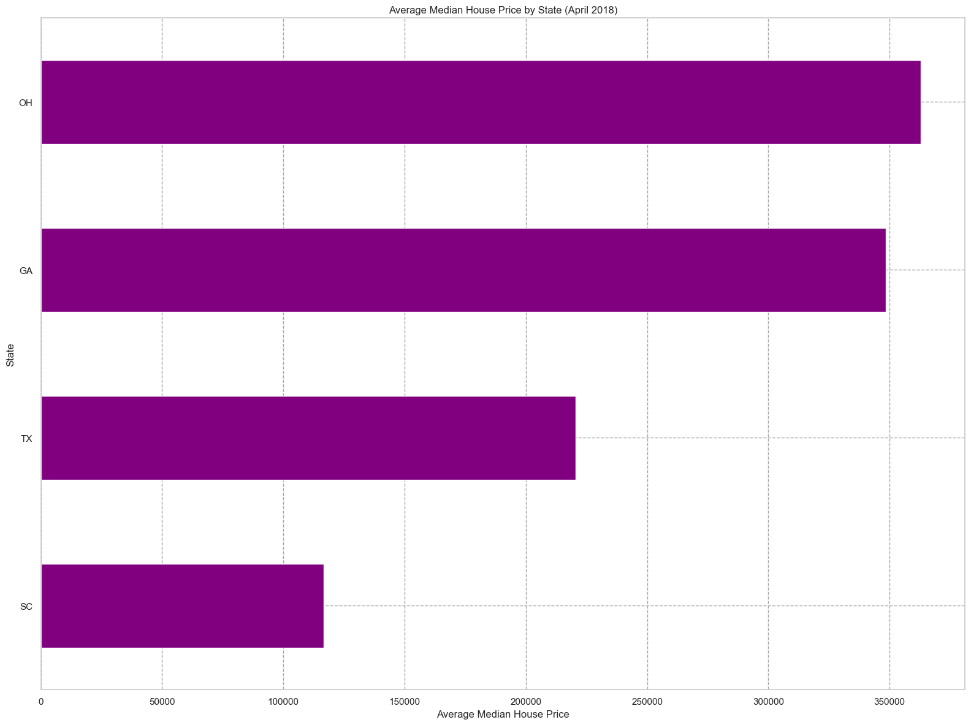 Average Median House Price by State (April 2018)
OH
GA
State
TX
SC
0 50000 100000 150000 200000 250000 300000 350000
Average Median House Price